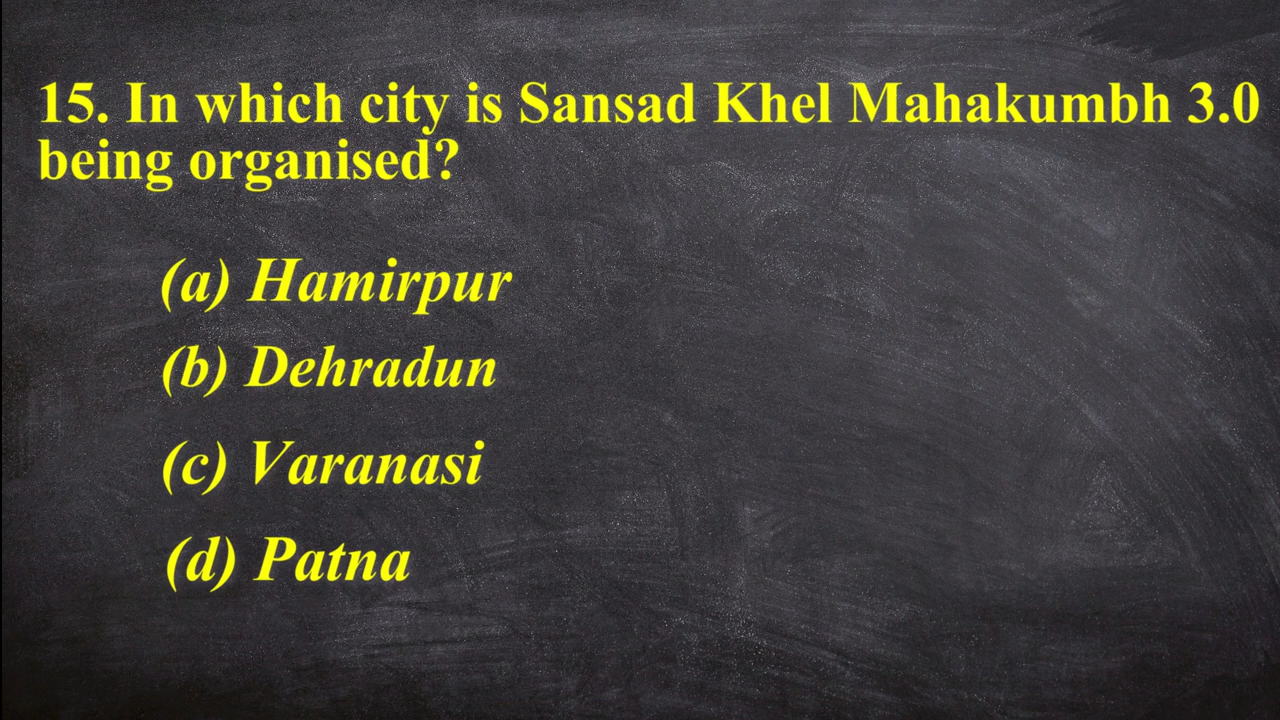 15. In which city is Sansad Khel Mahakumbh 3.0
being organised?
(a) Hamirpur
(b) Dehradun
(c) Varanasi
(d) Patna